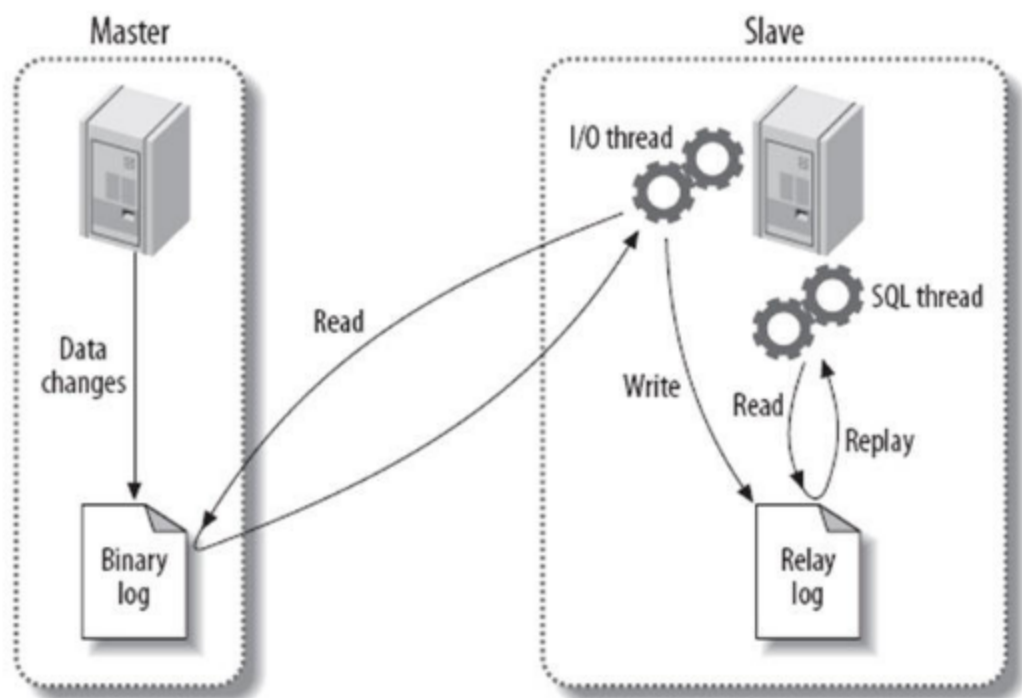 Master
Slave
I/O thread
SQL thread
Read
Data
changes
Write
Read
Replay
Binary
log
Relay
log